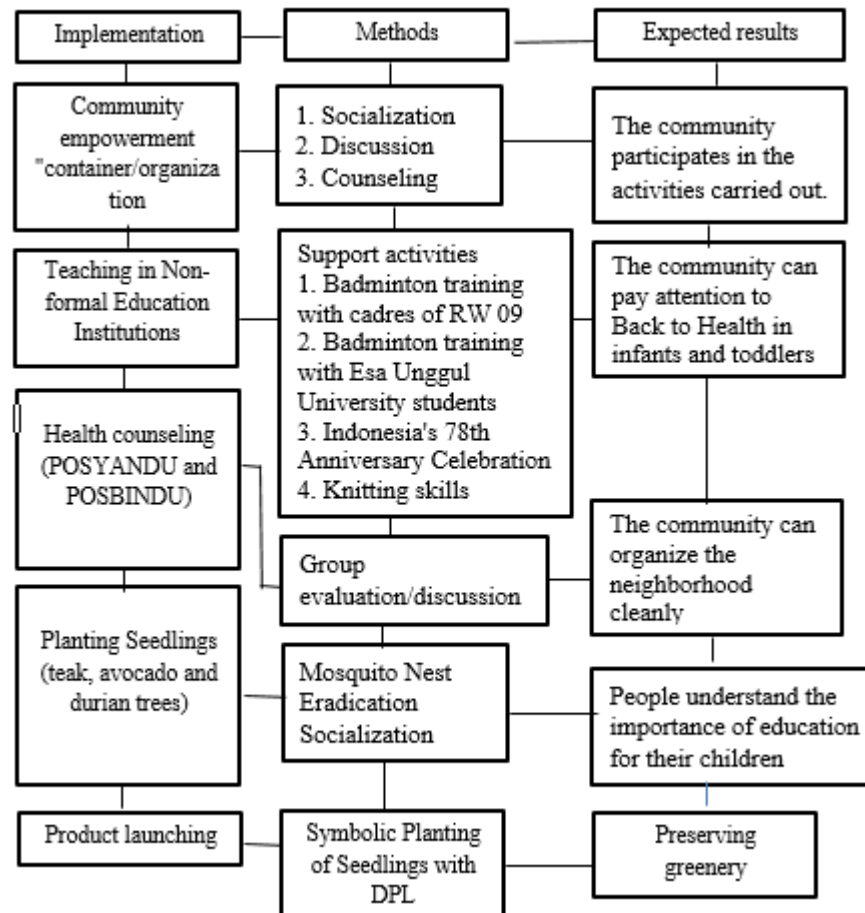 Implementation
Methods
Expected results
Community
empowerment
"container/organiza
tion
1. Socialization
2. Discussion
3. Counseling
The community
participates in the
activities carried out.
Teaching in Non-
formal Education
Institutions
Support activities
1. Badminton training
with cadres of RW 09
2. Badminton training
with Esa Unggul
University students
3. Indonesia's 78th
Anniversary Celebration
4. Knitting skills
The community can
pay attention to
Back to Health in
infants and toddlers
Health counseling
(POSYANDU and
POSBINDU)
Group
evaluation/discussion
The community can
organize the
neighborhood
cleanly
Planting Seedlings
(teak, avocado and
durian trees)
Mosquito Nest
Eradication
Socialization
People understand the
importance of education
for their children
Product launching
Symbolic Planting
of Seedlings with
DPL
Preserving
greenery